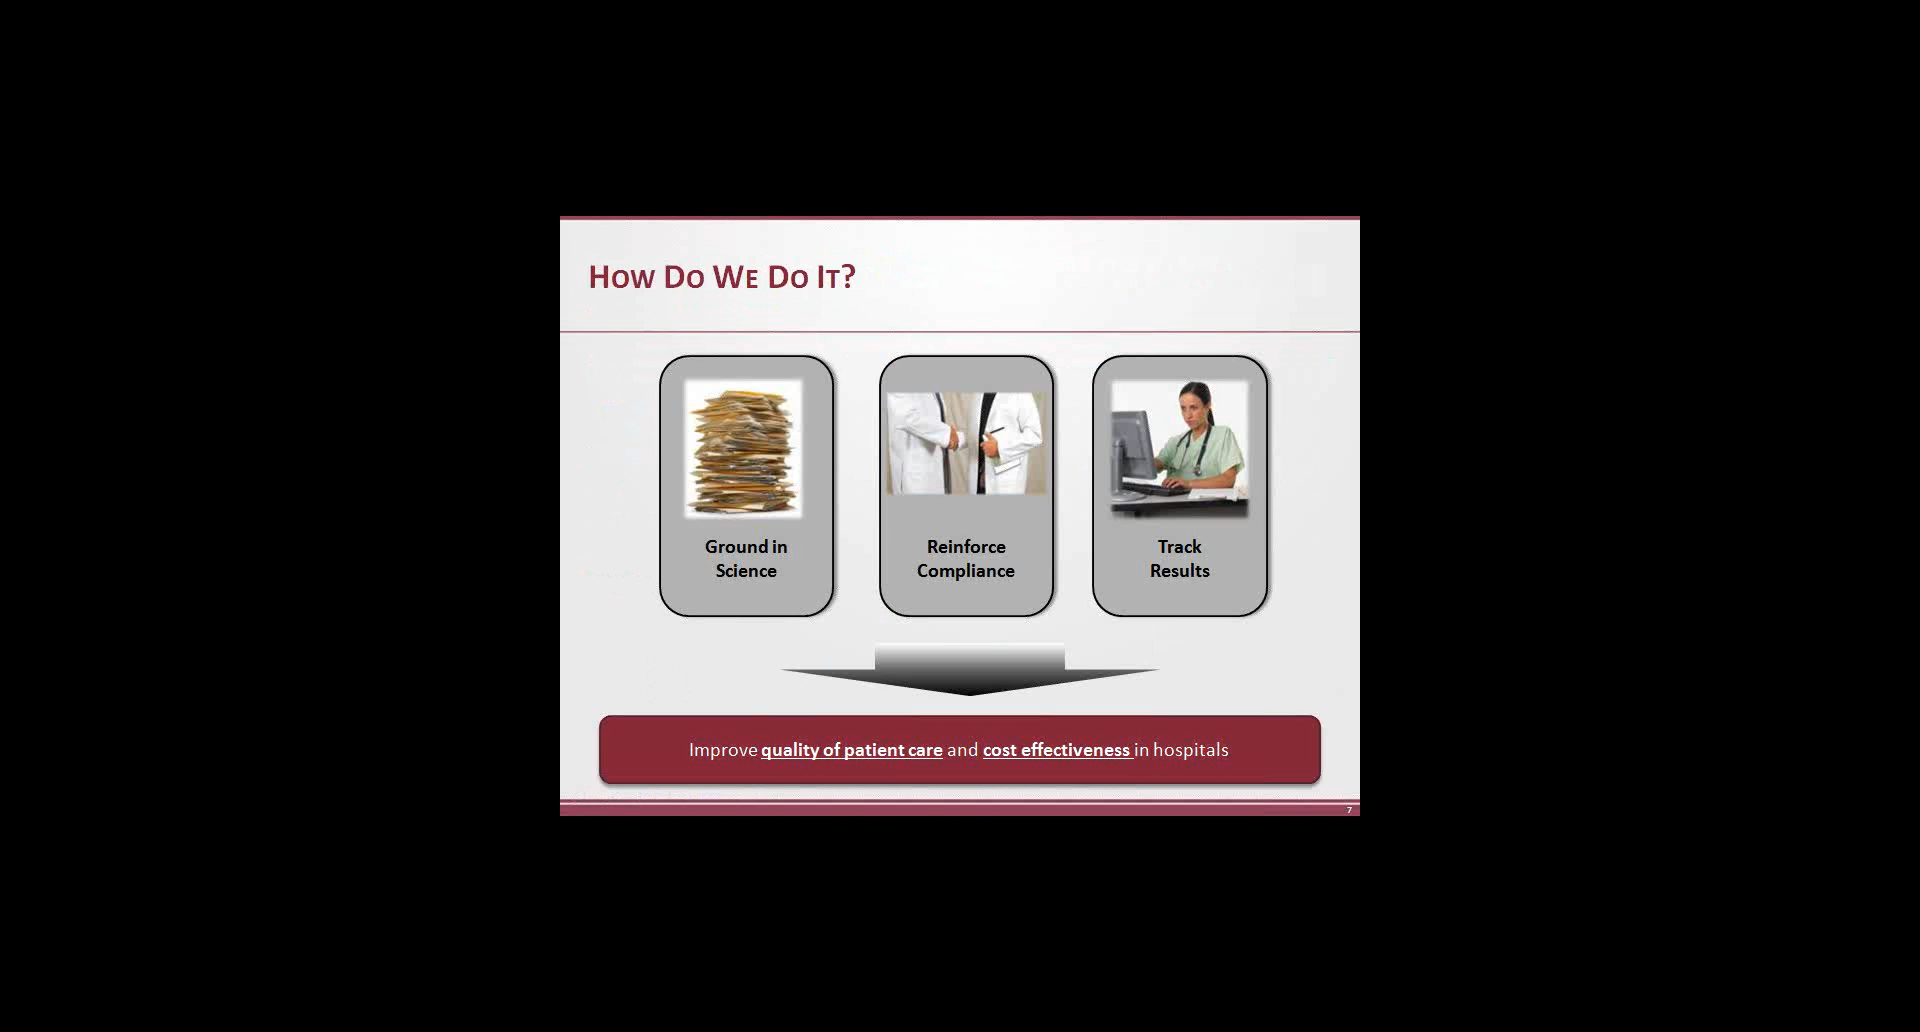 How Do We Do It?
Ground in
Science
Reinforce
Compliance
Track
Results
Improve quality of patient care and cost effectiveness in hospitals
7